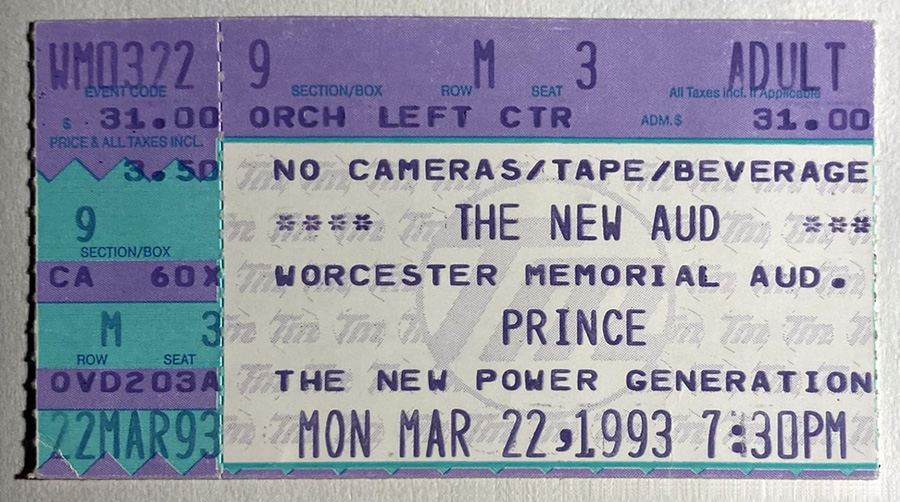 WM0322
EVENT CODE
$ 31.00
PRICE & ALL TAXES INCL.
3.50
9
SECTION/BOX
CA 60X
M 3
ROW SEAT
OVD203A
22MAR93
9 M 3 ADULT
SECTION/BOX ROW SEAT All Taxes Incl. If Applicable
ORCH LEFT CTR ADM.$ 31.00
NO CAMERAS/TAPE/BEVERAGE
**** THE NEW AUD ***
WORCESTER MEMORIAL AUD.
PRINCE
THE NEW POWER GENERATION
MON MAR 22,1993 7:30PM